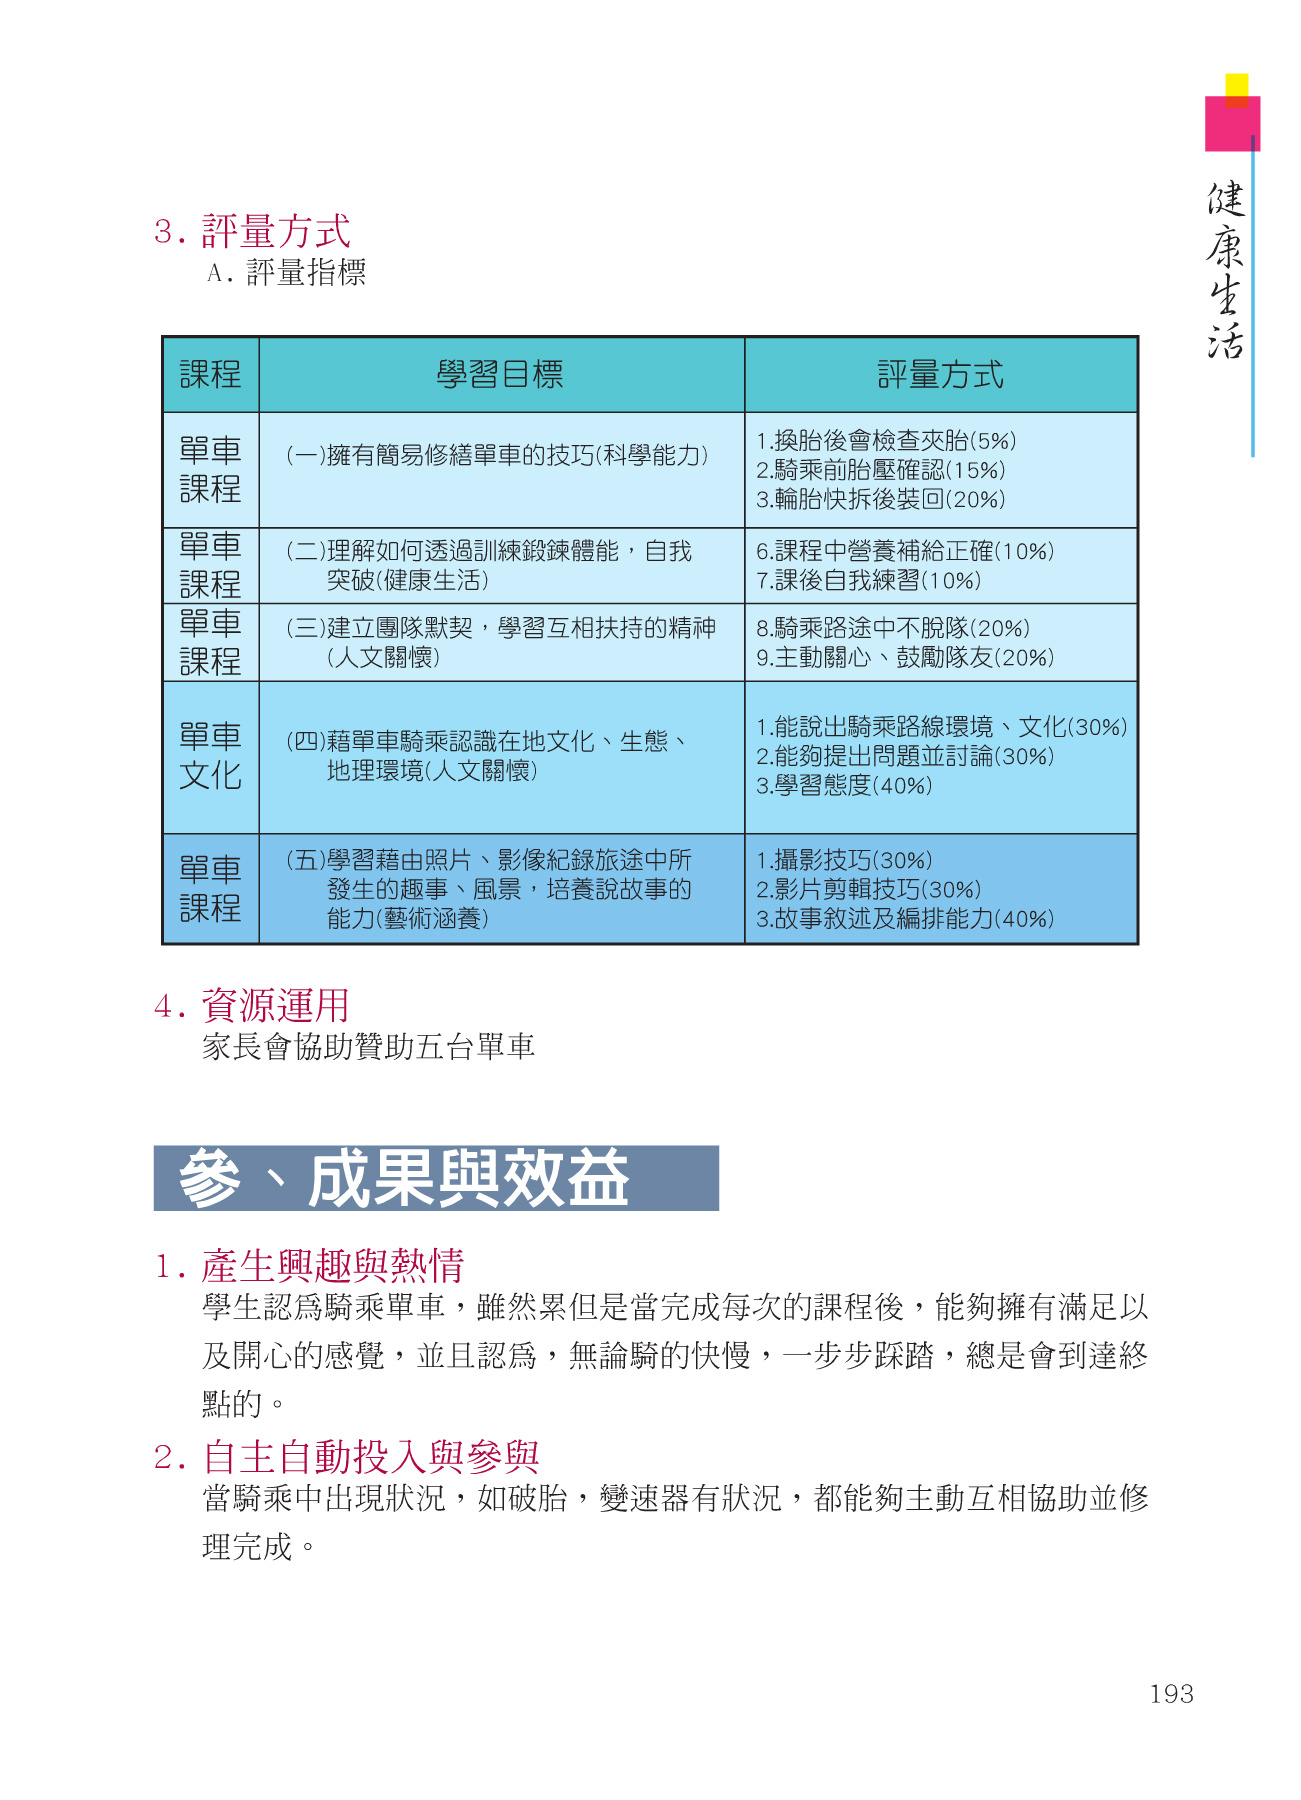 健康生活
3. 評量方式
A. 評量指標
課程 學習目標 評量方式
單車
課程
(一)擁有簡易修繕單車的技巧(科學能力)
1.換胎後會檢查夾胎(5%)
2.騎乘前胎壓確認(15%)
3.輪胎快拆後裝回(20%)
單車
課程
(二)理解如何透過訓練鍛鍊體能，自我
突破(健康生活)
6.課程中營養補給正確(10%)
7.課後自我練習(10%)
單車
課程
(三)建立團隊默契，學習互相扶持的精神
(人文關懷)
8.騎乘路途中不脫隊(20%)
9.主動關心、鼓勵隊友(20%)
單車
文化
(四)藉單車騎乘認識在地文化、生態、
地理環境(人文關懷)
1.能說出騎乘路線環境、文化(30%)
2.能夠提出問題並討論(30%)
3.學習態度(40%)
單車
課程
(五)學習藉由照片、影像紀錄旅途中所
發生的趣事、風景，培養說故事的
能力(藝術涵養)
1.攝影技巧(30%)
2.影片剪輯技巧(30%)
3.故事敘述及編排能力(40%)
4. 資源運用
家長會協助贊助五台單車
參、成果與效益
1. 產生興趣與熱情
學生認為騎乘單車，雖然累但是當完成每次的課程後，能夠擁有滿足以
及開心的感覺，並且認為，無論騎的快慢，一步步踩踏，總是會到達終
點的。
2. 自主自動投入與參與
當騎乘中出現狀況，如破胎，變速器有狀況，都能夠主動互相協助並修
理完成。
193